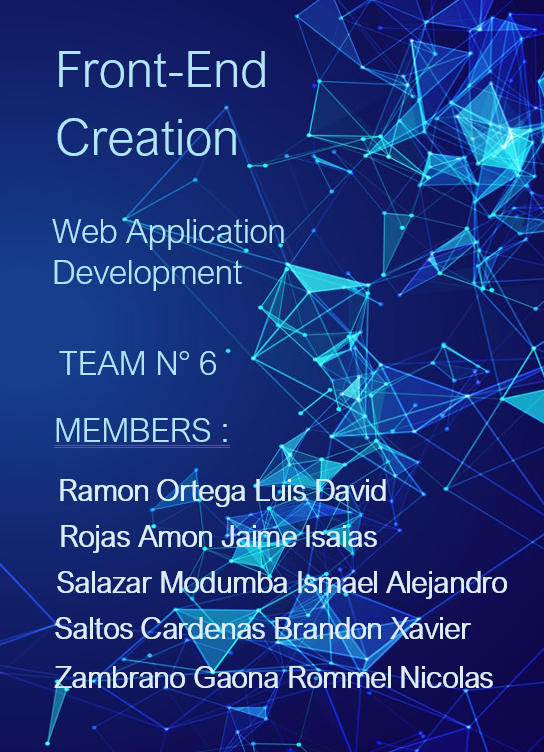 Front-End
Creation
Web Application
Development
TEAM N° 6
MEMBERS :
Ramon Ortega Luis David
Rojas Amon Jaime Isaias
Salazar Modumba Ismael Alejandro
Saltos Cardenas Brandon Xavier
Zambrano Gaona Rommel Nicolas